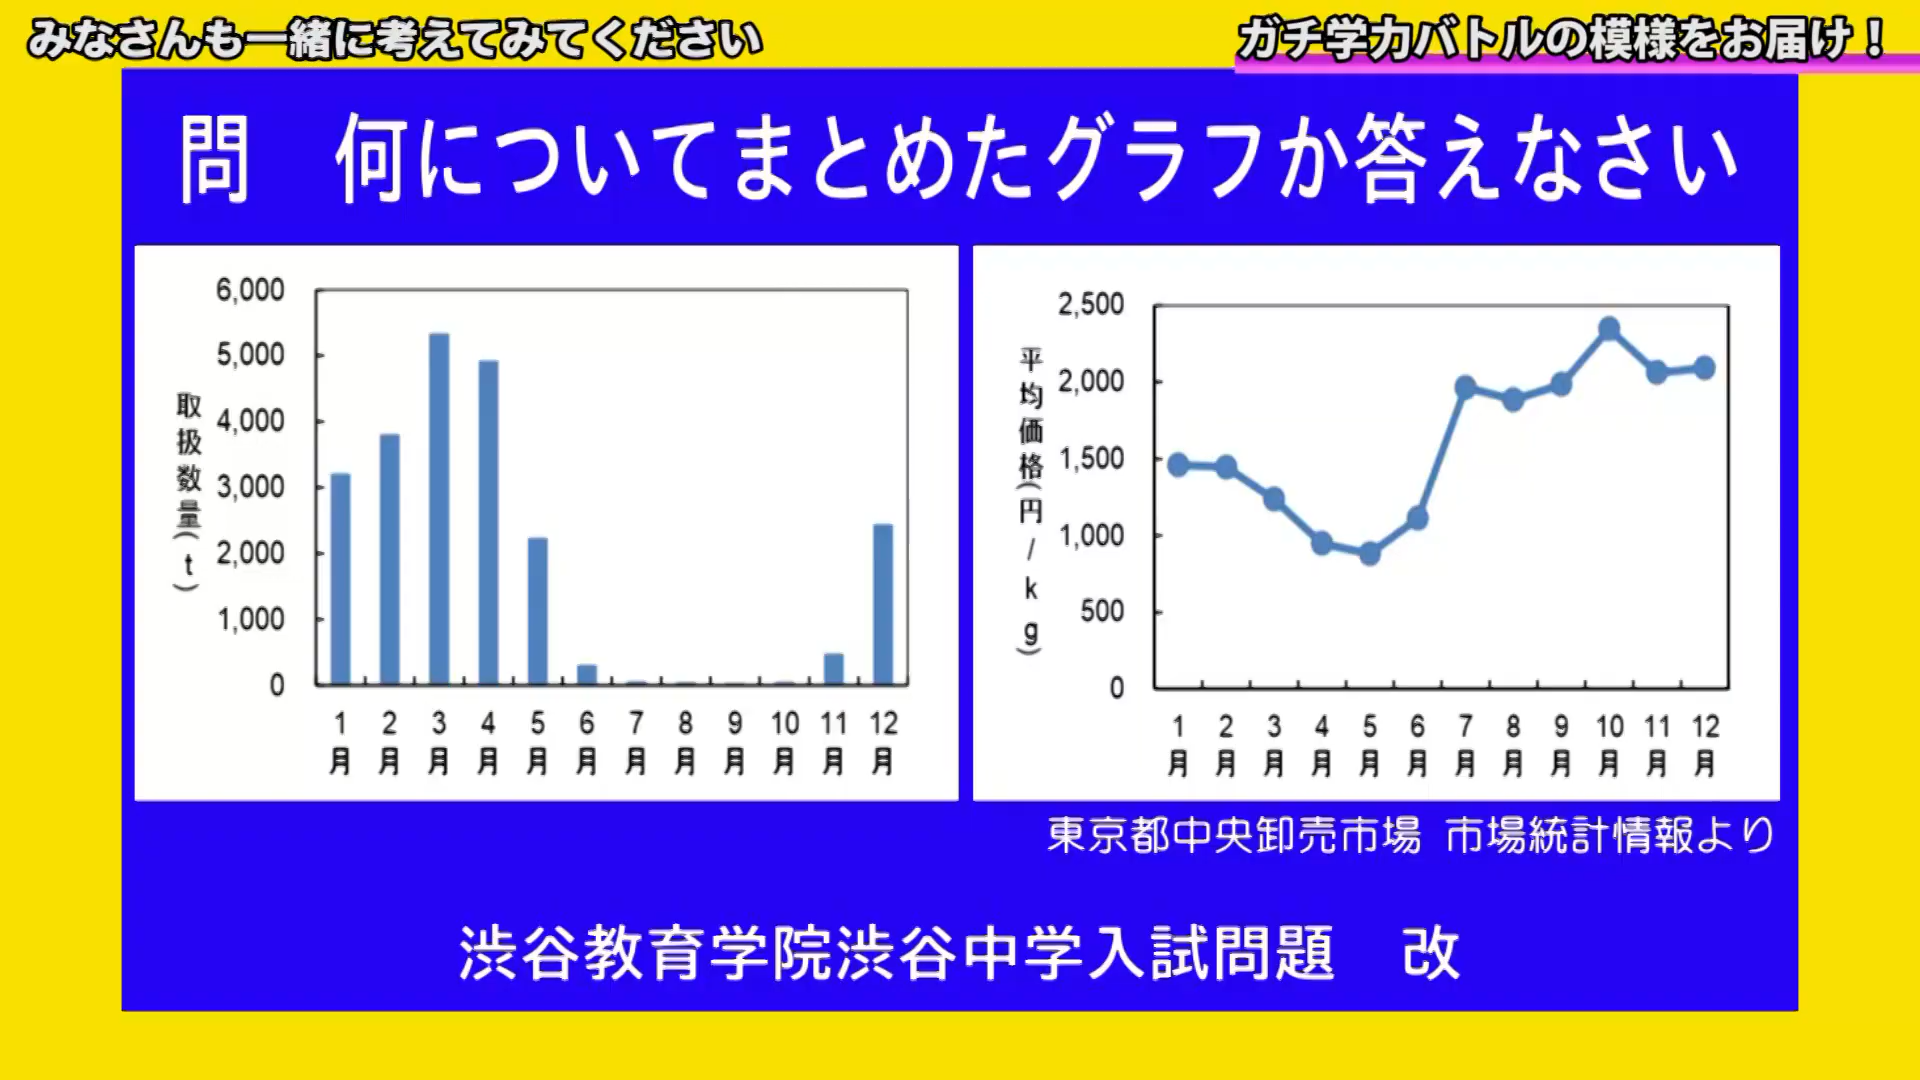 みなさんも一緒に考えてみてください
ガチ学力バトルの模様をお届け！
問　何についてまとめたグラフか答えなさい
取扱数量(t)
6,000
5,000
4,000
3,000
2,000
1,000
0
1月 2月 3月 4月 5月 6月 7月 8月 9月 10月 11月 12月
平均価格(円/kg)
2,500
2,000
1,500
1,000
500
0
1月 2月 3月 4月 5月 6月 7月 8月 9月 10月 11月 12月
東京都中央卸売市場 市場統計情報より
渋谷教育学院渋谷中学入試問題　改